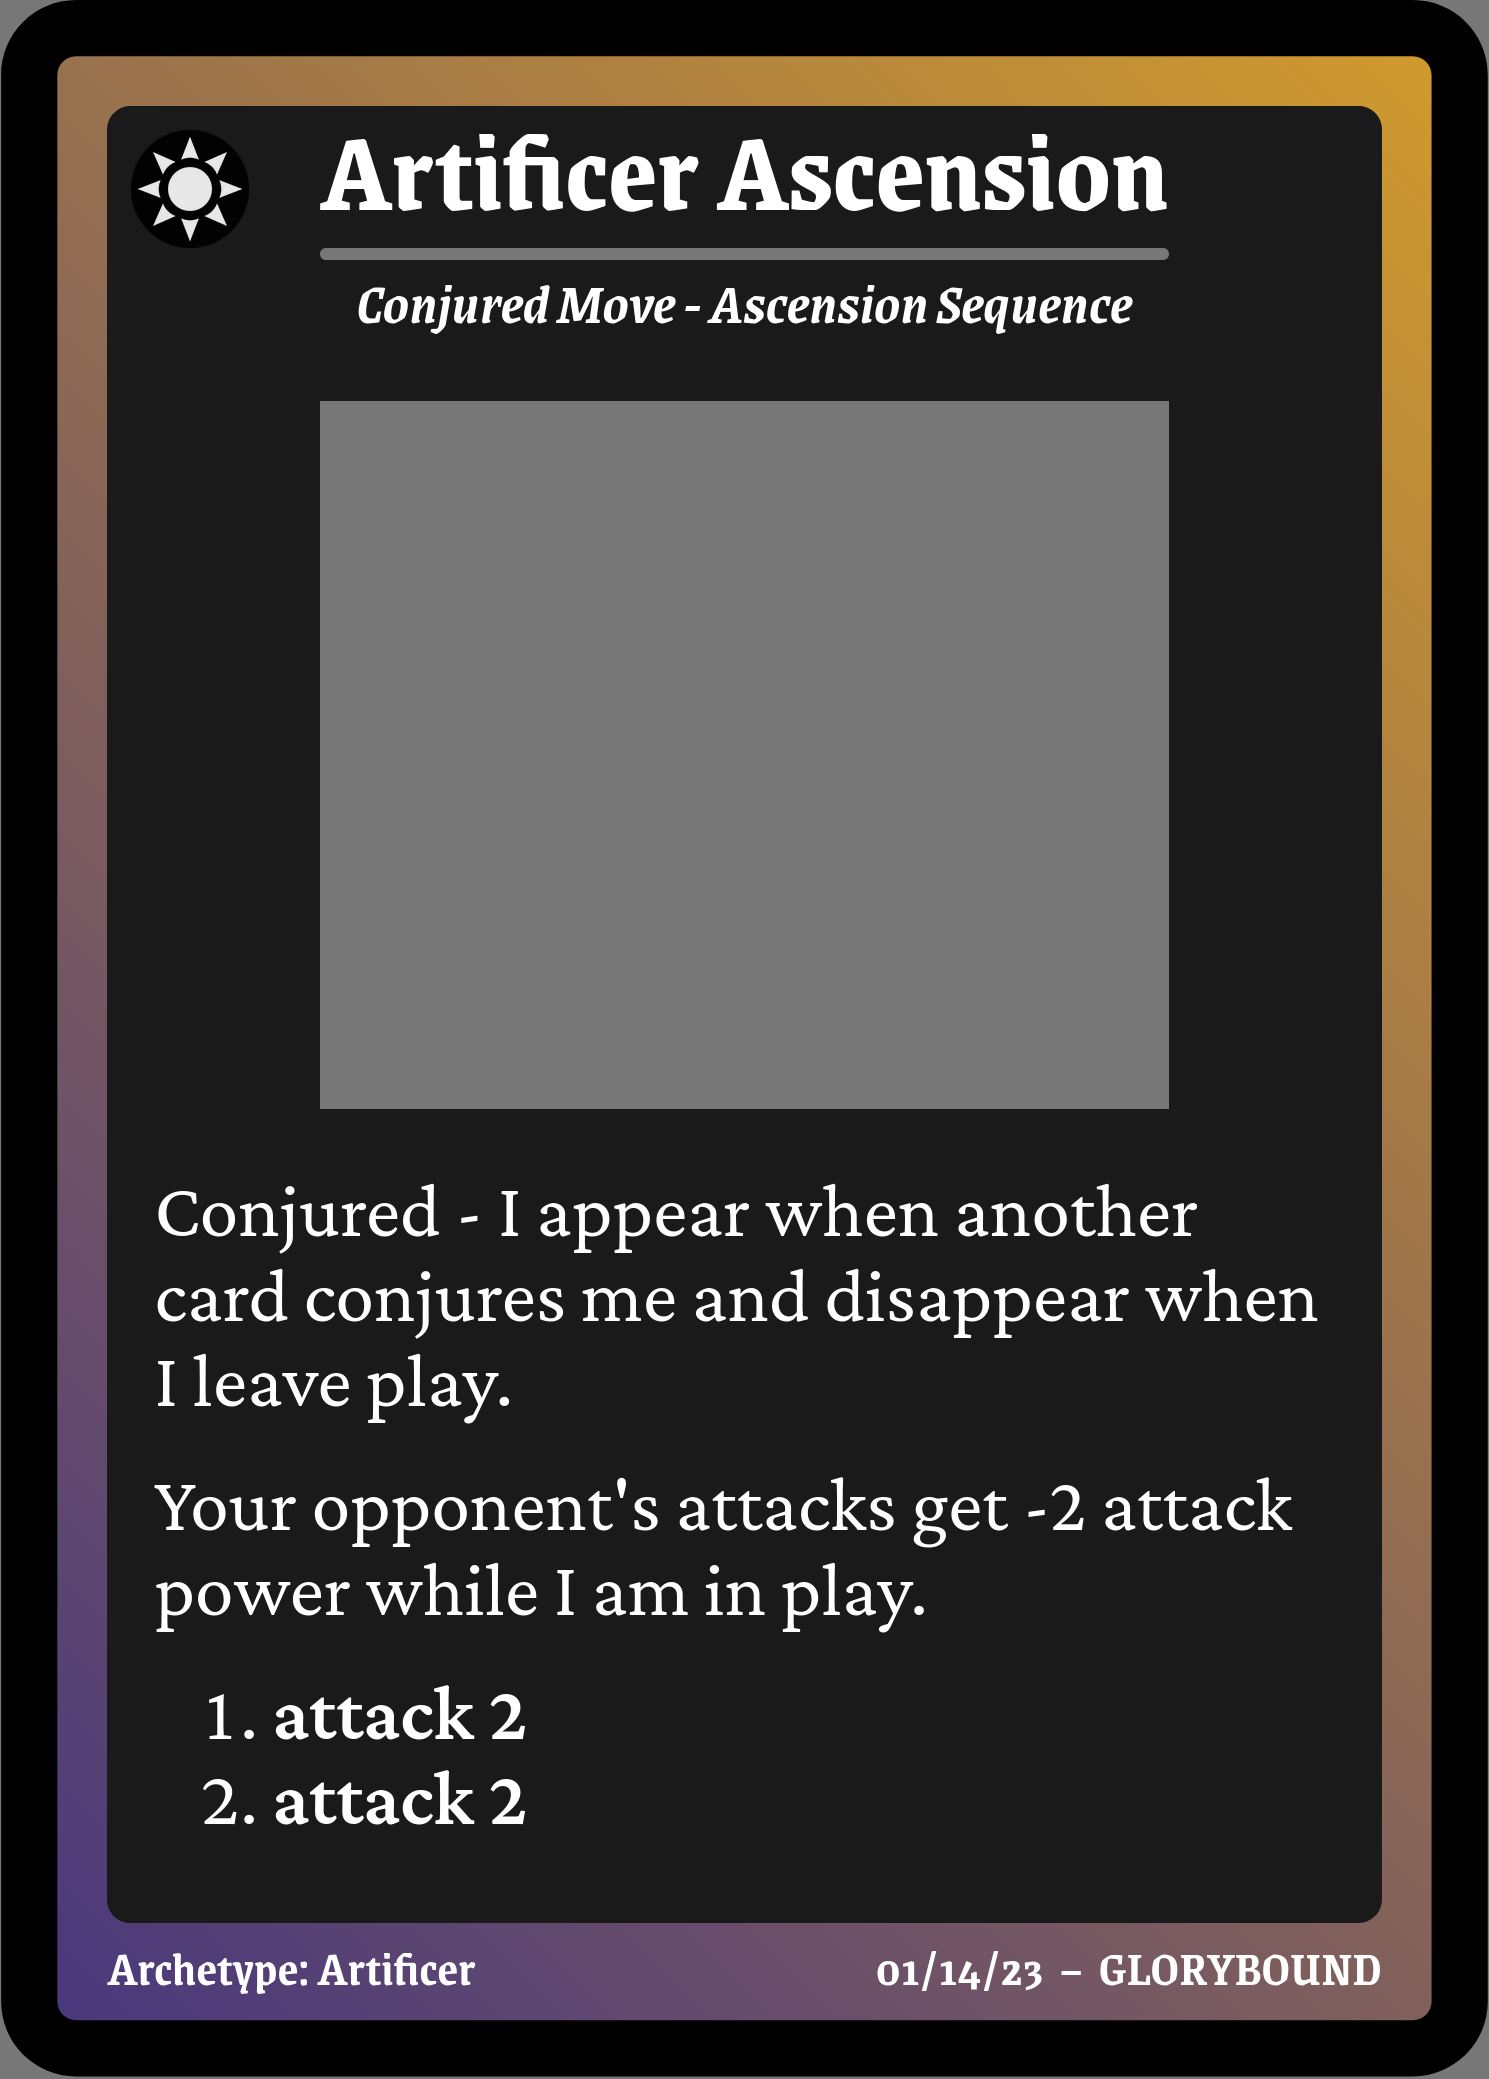 Artificer Ascension
Conjured Move - Ascension Sequence
Conjured - I appear when another
card conjures me and disappear when
I leave play.
Your opponent's attacks get -2 attack
power while I am in play.
1. attack 2
2. attack 2
Archetype: Artificer
01/14/23 – GLORYBOUND